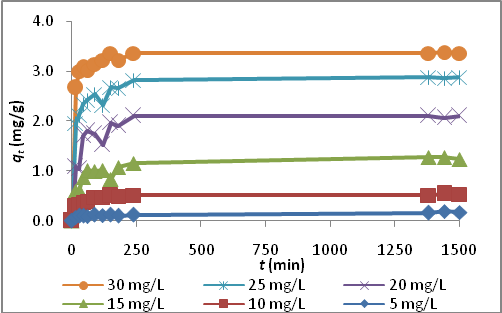 4.0
3.0
2.0
1.0
0.0
qt (mg/g)
0 250 500 750 1000 1250 1500
t (min)
30 mg/L 25 mg/L 20 mg/L
15 mg/L 10 mg/L 5 mg/L